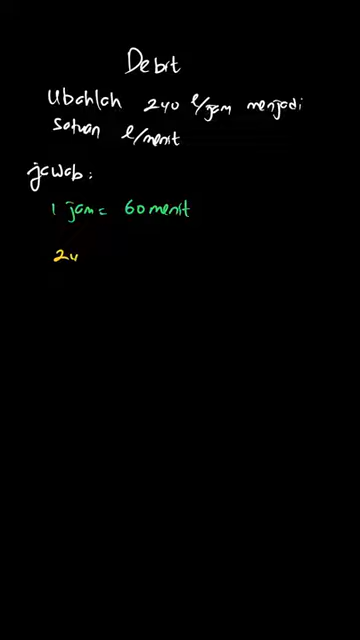 Debit
Ubahlah 240 l/jam menjadi
Satuan l/menit
jawab:
1 jam = 60 menit
24